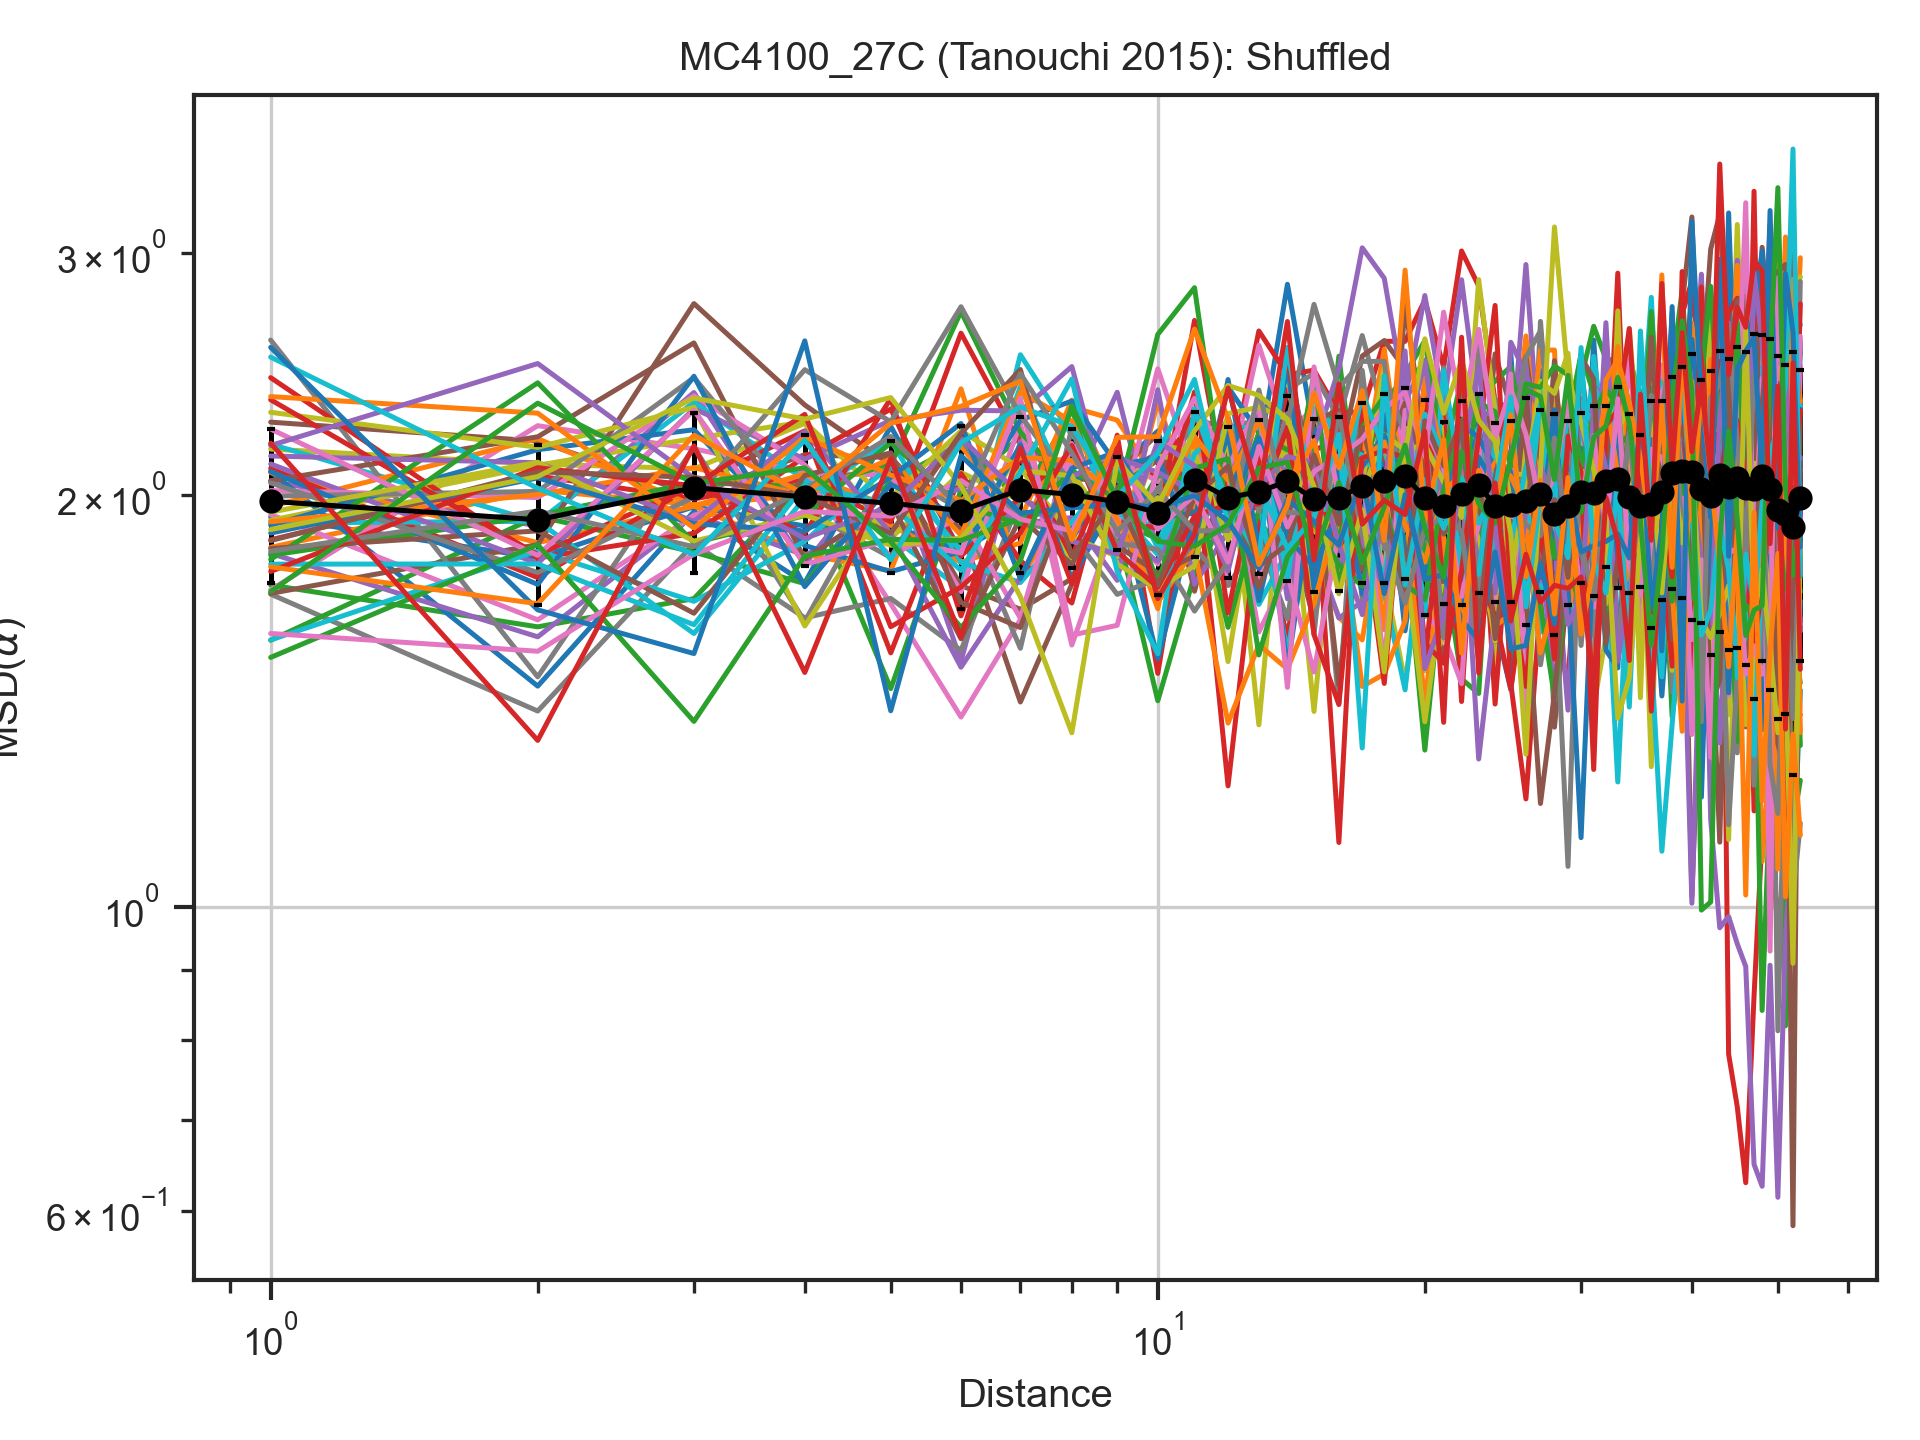 MC4100_27C (Tanouchi 2015): Shuffled
MSD(α)
3 × 10⁰
2 × 10⁰
10⁰
6 × 10⁻¹
10⁰
10¹
Distance